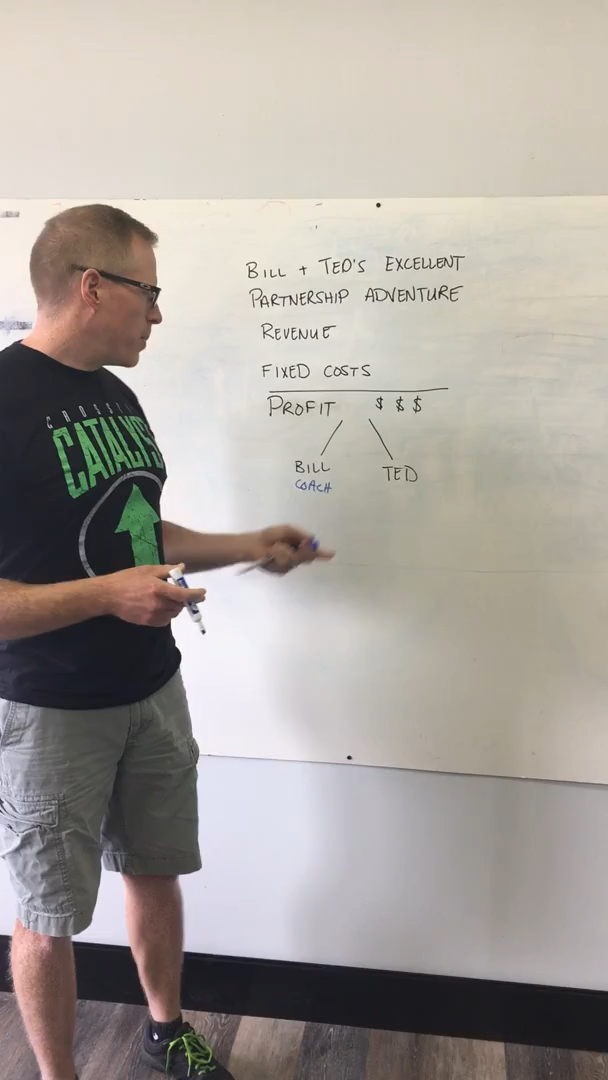 BILL + TED'S EXCELLENT
PARTNERSHIP ADVENTURE
REVENUE
FIXED COSTS
PROFIT $ $ $
BILL TED
COACH
CATALYST